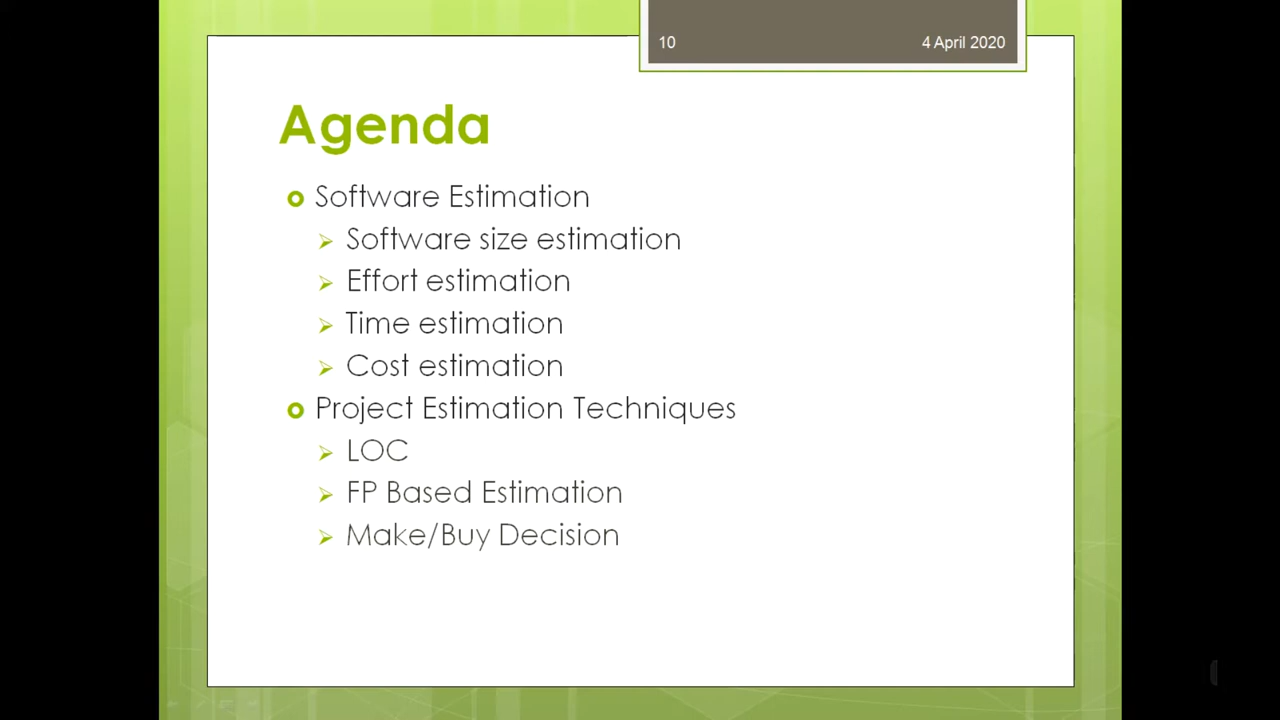 10 4 April 2020
Agenda
Software Estimation
Software size estimation
Effort estimation
Time estimation
Cost estimation
Project Estimation Techniques
LOC
FP Based Estimation
Make/Buy Decision